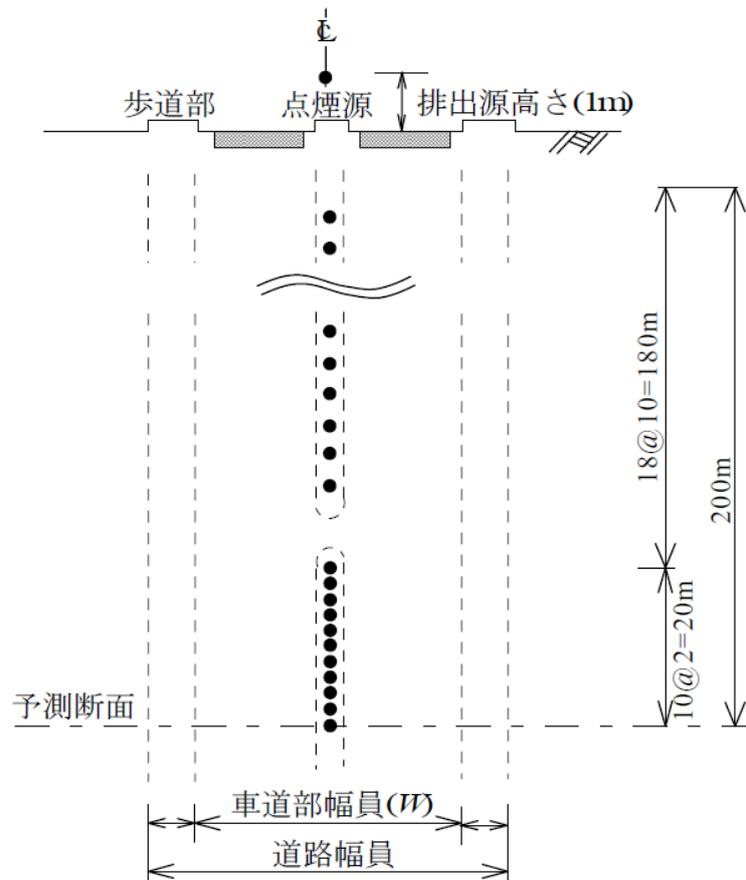 ℄
歩道部
点煙源
排出源高さ(1m)
18@10=180m
200m
10@2=20m
予測断面
車道部幅員(W)
道路幅員